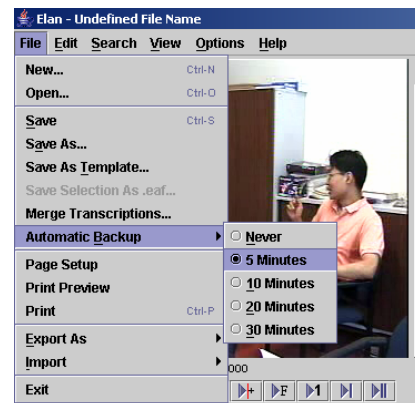 Elan - Undefined File Name
File Edit Search View Options Help
New... Ctrl-N
Open... Ctrl-O
Save Ctrl-S
Save As...
Save As Template...
Save Selection As .eaf...
Merge Transcriptions...
Automatic Backup
Never
5 Minutes
10 Minutes
20 Minutes
30 Minutes
Page Setup
Print Preview
Print Ctrl-P
Export As
Import
000
Exit
F 1